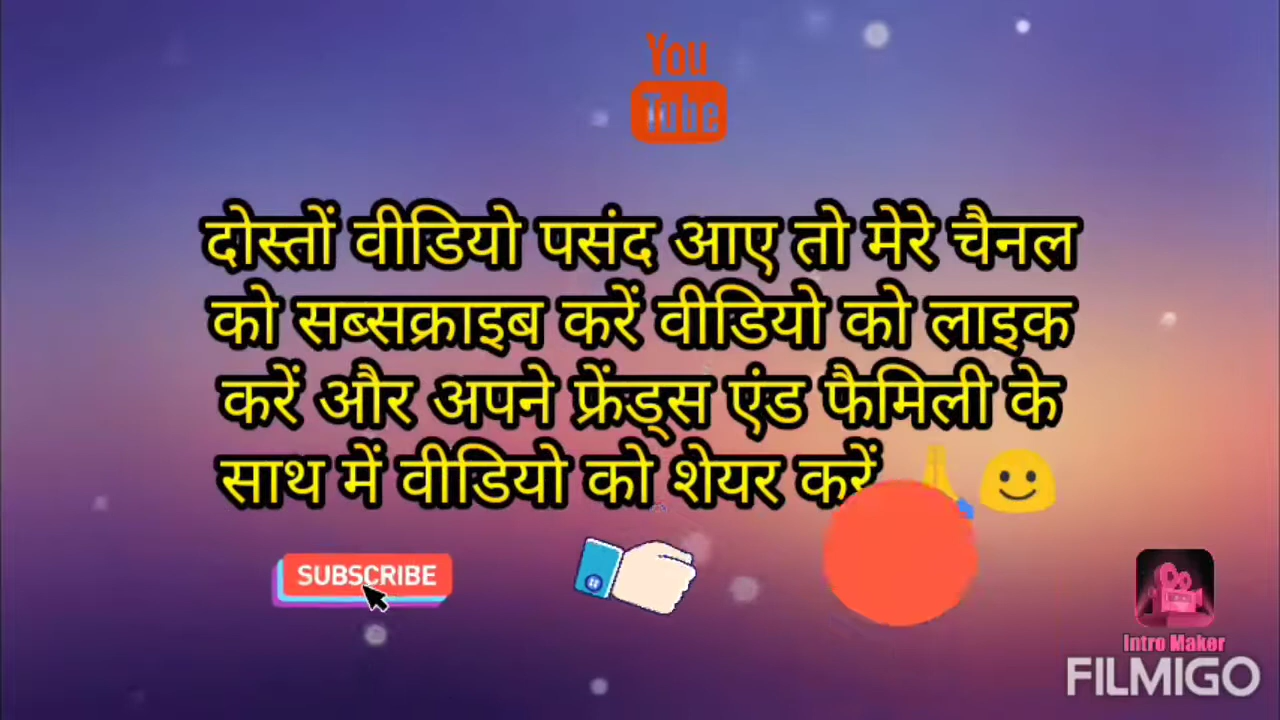 You
Tube
दोस्तों वीडियो पसंद आए तो मेरे चैनल
को सब्सक्राइब करें वीडियो को लाइक
करें और अपने फ्रेंड्स एंड फैमिली के
साथ में वीडियो को शेयर करें 🙏🙂
SUBSCRIBE
Intro Maker
FILMIGO